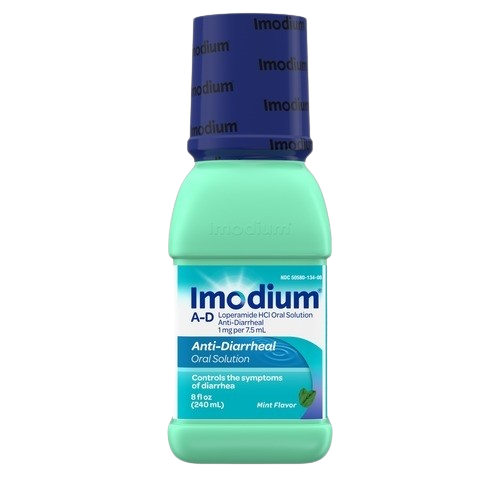 Imodium
Imodium
Imodium
Imodium
Imodium
Imodium
Imodium
NDC 50580-134-08
Imodium®
A-D Loperamide HCl Oral Solution
Anti-Diarrheal
1 mg per 7.5 mL
Anti-Diarrheal
Oral Solution
Controls the symptoms
of diarrhea
8 fl oz
(240 mL)
Mint Flavor